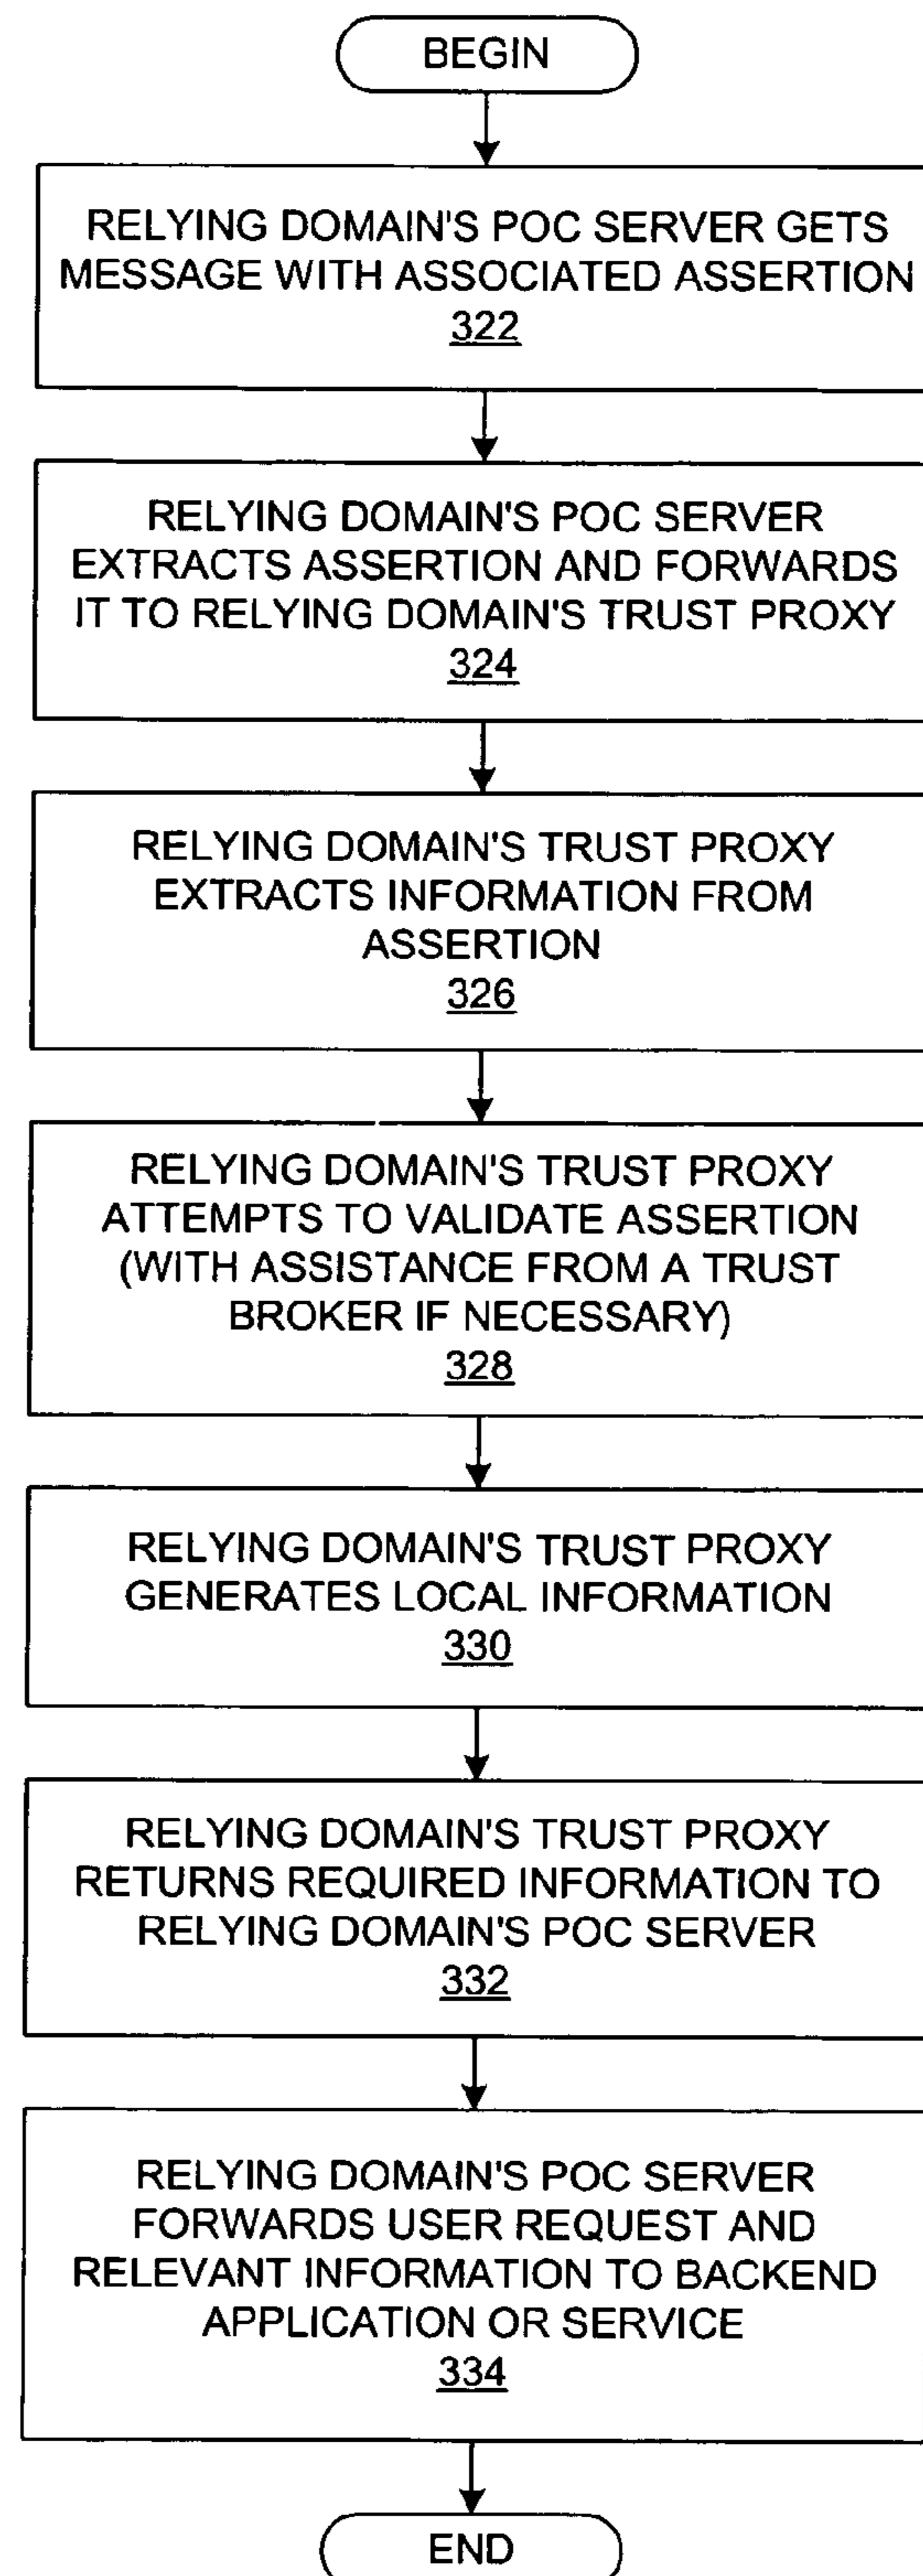 BEGIN
RELYING DOMAIN'S POC SERVER GETS
MESSAGE WITH ASSOCIATED ASSERTION
322
RELYING DOMAIN'S POC SERVER
EXTRACTS ASSERTION AND FORWARDS
IT TO RELYING DOMAIN'S TRUST PROXY
324
RELYING DOMAIN'S TRUST PROXY
EXTRACTS INFORMATION FROM
ASSERTION
326
RELYING DOMAIN'S TRUST PROXY
ATTEMPTS TO VALIDATE ASSERTION
(WITH ASSISTANCE FROM A TRUST
BROKER IF NECESSARY)
328
RELYING DOMAIN'S TRUST PROXY
GENERATES LOCAL INFORMATION
330
RELYING DOMAIN'S TRUST PROXY
RETURNS REQUIRED INFORMATION TO
RELYING DOMAIN'S POC SERVER
332
RELYING DOMAIN'S POC SERVER
FORWARDS USER REQUEST AND
RELEVANT INFORMATION TO BACKEND
APPLICATION OR SERVICE
334
END